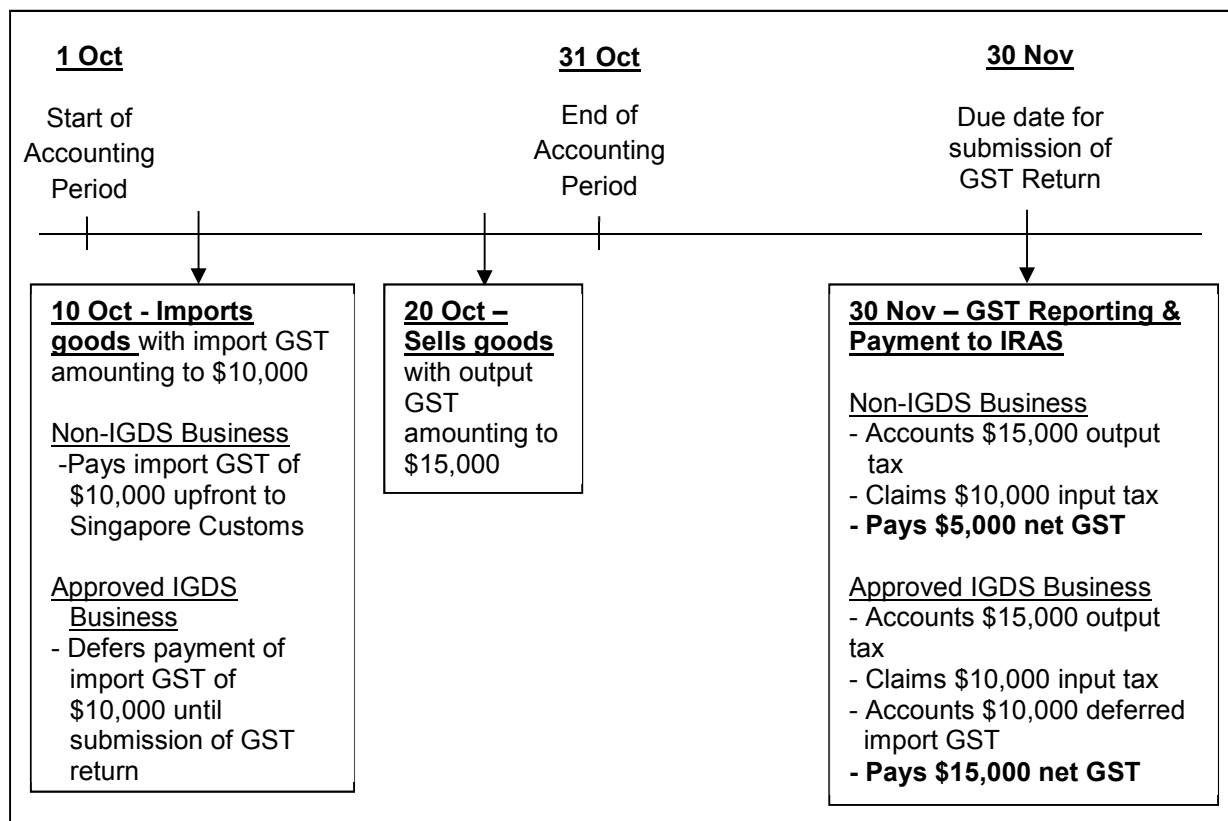 1 Oct
Start of
Accounting
Period
31 Oct
End of
Accounting
Period
30 Nov
Due date for
submission of
GST Return
10 Oct - Imports
goods with import GST
amounting to $10,000
Non-IGDS Business
-Pays import GST of
$10,000 upfront to
Singapore Customs
Approved IGDS
Business
- Defers payment of
import GST of
$10,000 until
submission of GST
return
20 Oct –
Sells goods
with output
GST
amounting to
$15,000
30 Nov – GST Reporting &
Payment to IRAS
Non-IGDS Business
- Accounts $15,000 output
tax
- Claims $10,000 input tax
- Pays $5,000 net GST
Approved IGDS Business
- Accounts $15,000 output
tax
- Claims $10,000 input tax
- Accounts $10,000 deferred
import GST
- Pays $15,000 net GST